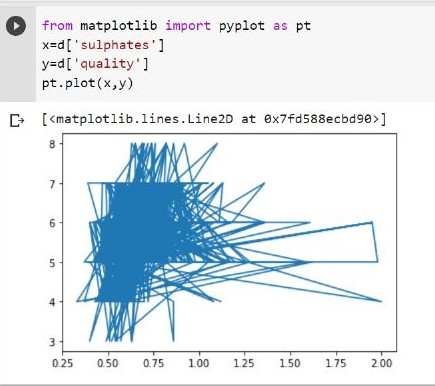 from matplotlib import pyplot as pt
x=d['sulphates']
y=d['quality']
pt.plot(x,y)
[<matplotlib.lines.Line2D at 0x7fd588ecbd90>]
8
7
6
5
4
3
0.25 0.50 0.75 1.00 1.25 1.50 1.75 2.00